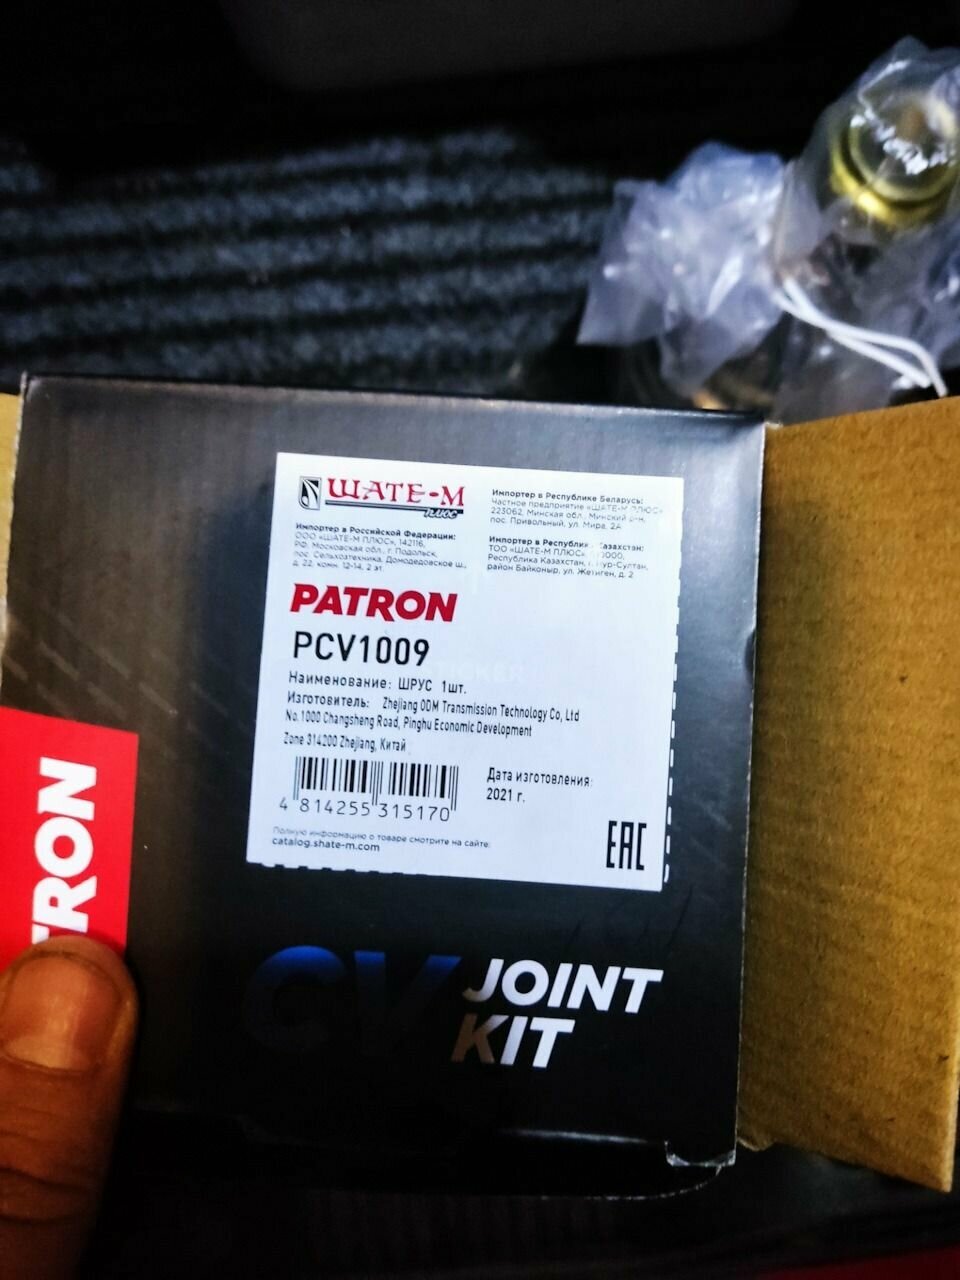 ШАТЕ-М
плюс
Импортер в Российской Федерации:
ООО «ШАТЕ-М ПЛЮС», 142116,
РФ, Московская обл., г. Подольск,
пос. Сельхозтехника, Домодедовское ш.,
д. 22, комн. 12-14, 2 эт.
Импортер в Республике Беларусь:
Частное предприятие «ШАТЕ-М ПЛЮС»
223062, Минская обл., Минский р-н,
пос. Привольный, ул. Мира, 2А
Импортер в Республике Казахстан:
ТОО «ШАТЕ-М ПЛЮС»
Республика Казахстан, г. Нур-Султан,
район Байконыр, ул. Жетиген, д. 2
PATRON
PCV1009
Наименование: ШРУС 1шт.
Изготовитель: Zhejiang ODM Transmission Technology Co, Ltd
No.1000 Changsheng Road, Pinghu Economic Development
Zone 314200 Zhejiang, Китай
4 814255 315170
Дата изготовления:
2021 г.
Полную информацию о товаре смотрите на сайте:
catalog.shate-m.com
EAC
TRON
CV JOINT
KIT